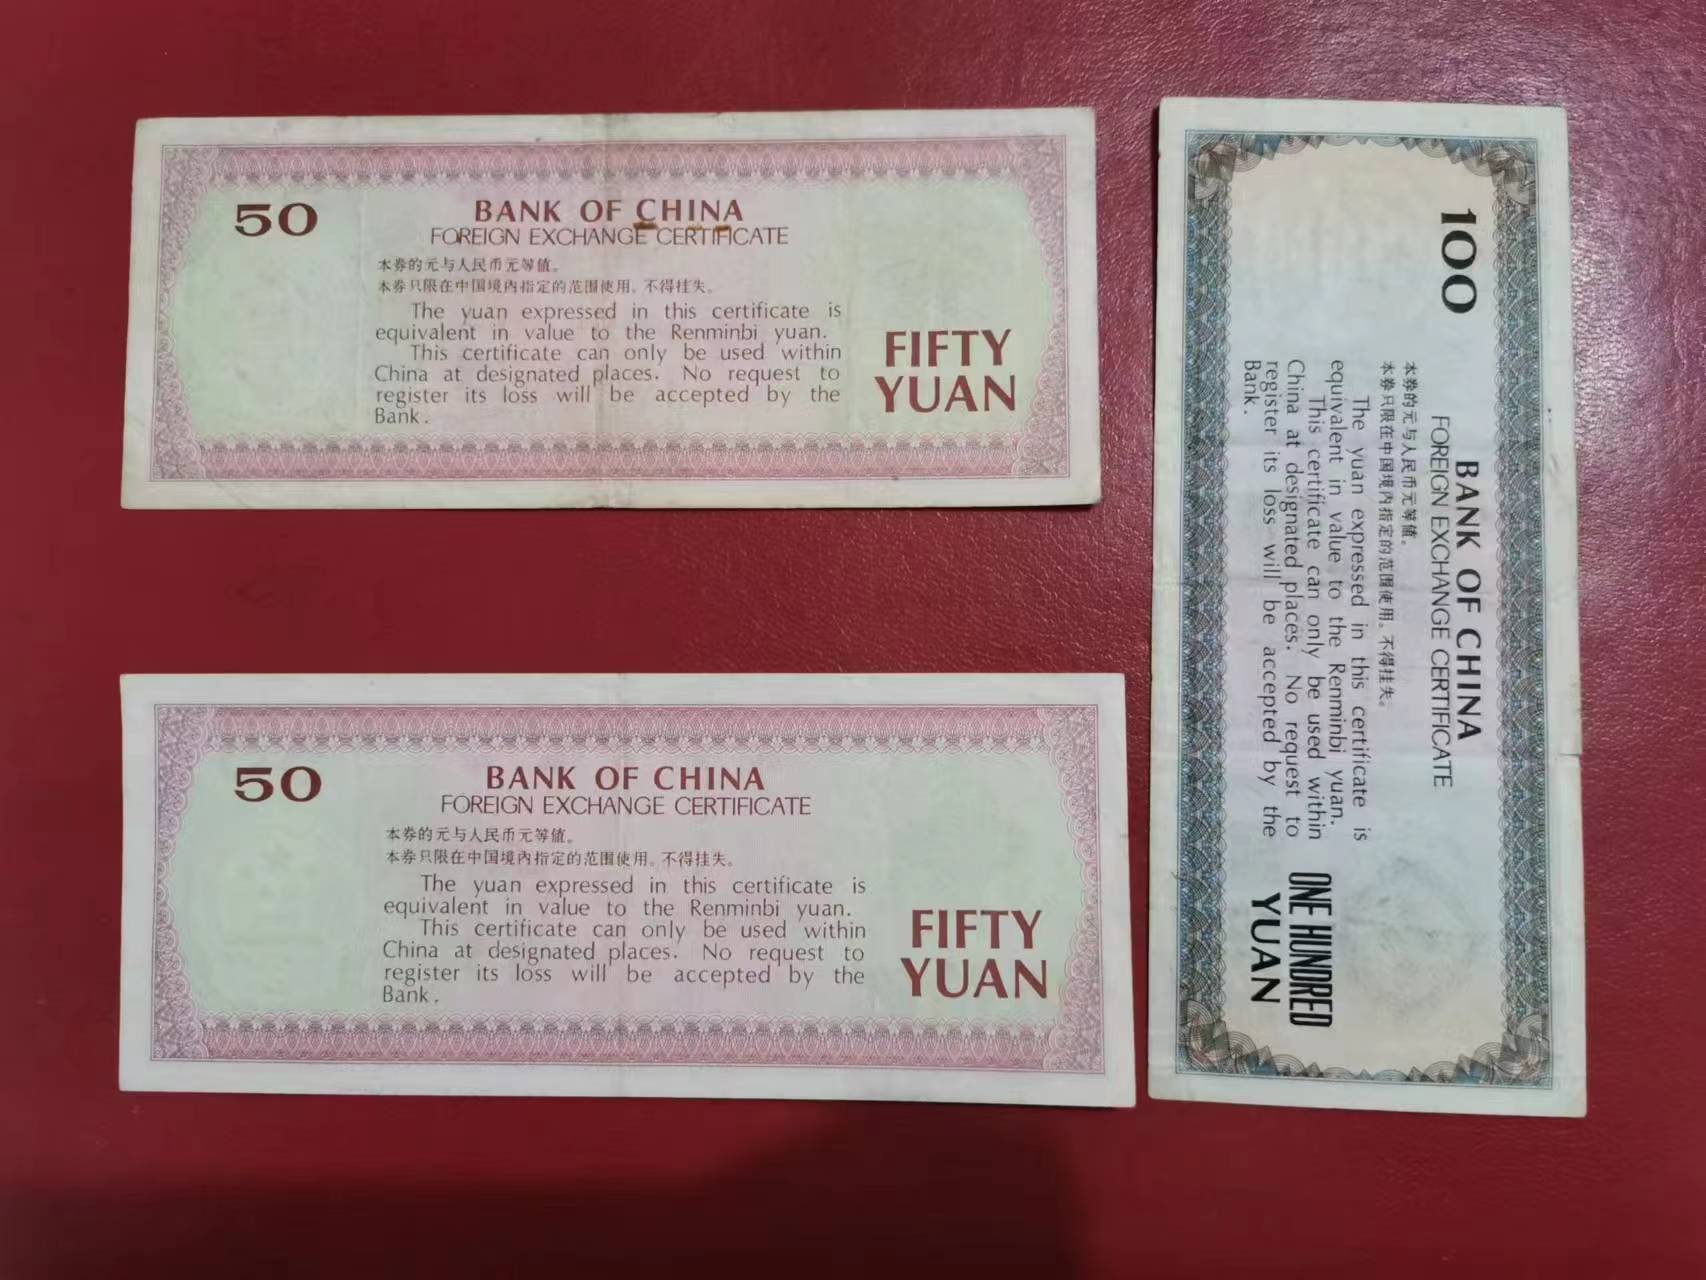 50
BANK OF CHINA
FOREIGN EXCHANGE CERTIFICATE
本券的元与人民币元等值。
本券只限在中国境内指定的范围使用。不得挂失。
The yuan expressed in this certificate is
equivalent in value to the Renminbi yuan.
This certificate can only be used within
China at designated places. No request to
register its loss will be accepted by the
Bank.
FIFTY
YUAN
50
BANK OF CHINA
FOREIGN EXCHANGE CERTIFICATE
本券的元与人民币元等值。
本券只限在中国境内指定的范围使用。不得挂失。
The yuan expressed in this certificate is
equivalent in value to the Renminbi yuan.
This certificate can only be used within
China at designated places. No request to
register its loss will be accepted by the
Bank.
FIFTY
YUAN
100
BANK OF CHINA
FOREIGN EXCHANGE CERTIFICATE
本券的元与人民币元等值。
本券只限在中国境内指定的范围使用。不得挂失。
The yuan expressed in this certificate is
equivalent in value to the Renminbi yuan.
This certificate can only be used within
China at designated places. No request to
register its loss will be accepted by the
Bank.
ONE HUNDRED
YUAN